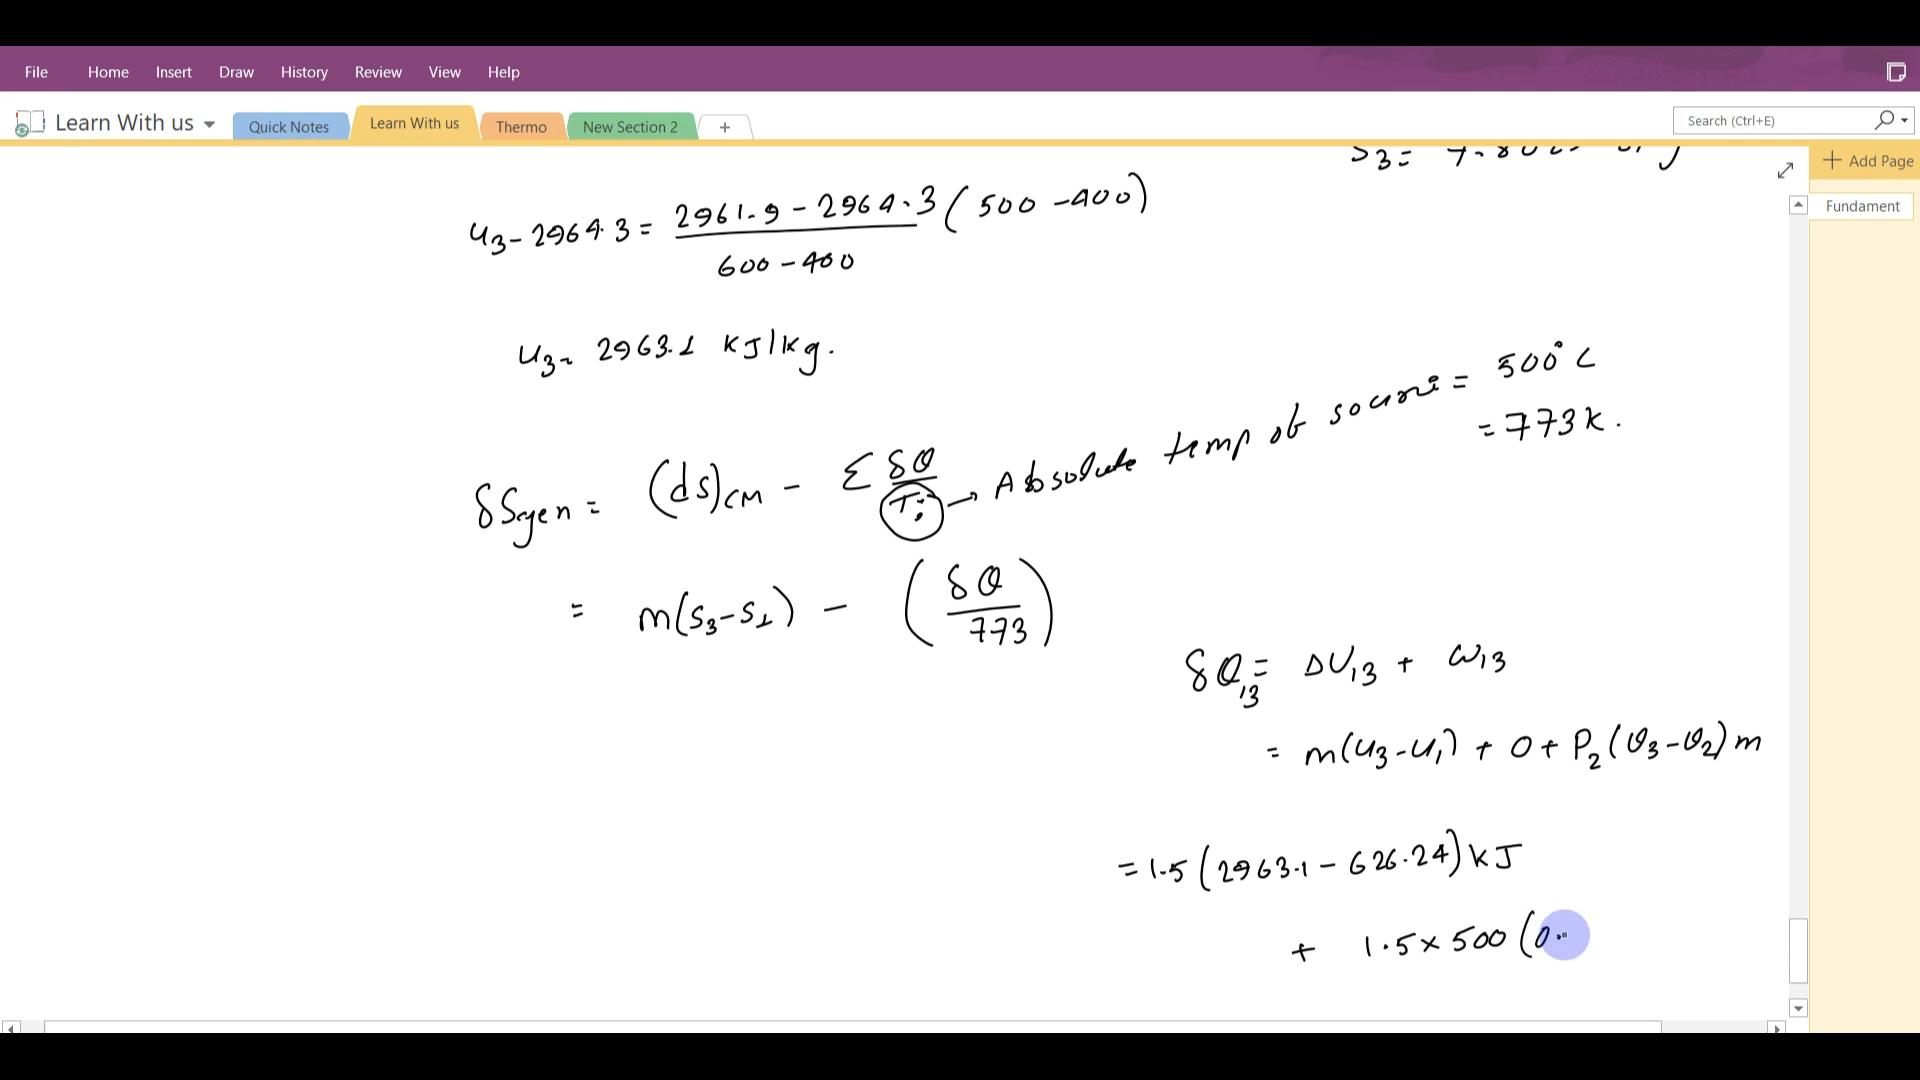 File Home Insert Draw History Review View Help
Learn With us Quick Notes Learn With us Thermo New Section 2 + Search (Ctrl+E)
Add Page
Fundament
S3 =
u3 - 2964.3 = 2961.9 - 2964.3 (500 - 400)
600 - 400
u3 = 2963.1 kJ/kg.
δSgen = (ds)CM - Σ δQ/Ti → Absolute temp of source = 500°C
= 773K.
= m(s3-s1) - (δQ/773)
δQ13 = ΔU13 + W13
= m(u3-u1) + 0 + P2(v3-v2)m
= 1.5(2963.1 - 626.24) kJ
+ 1.5 x 500 (0.